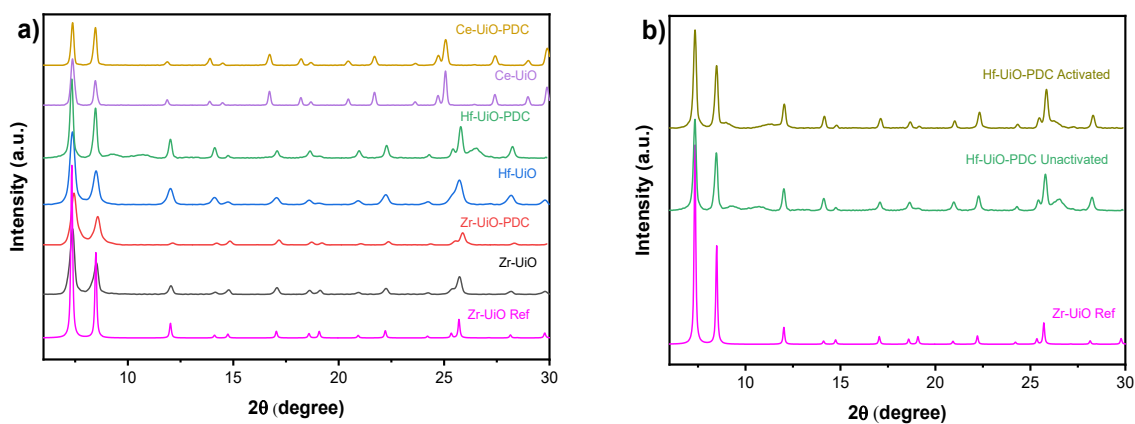 a)
Intensity (a.u.)
Ce-UiO-PDC
Ce-UiO
Hf-UiO-PDC
Hf-UiO
Zr-UiO-PDC
Zr-UiO
Zr-UiO Ref
10 15 20 25 30
2θ (degree)
b)
Intensity (a.u.)
Hf-UiO-PDC Activated
Hf-UiO-PDC Unactivated
Zr-UiO Ref
10 15 20 25 30
2θ (degree)